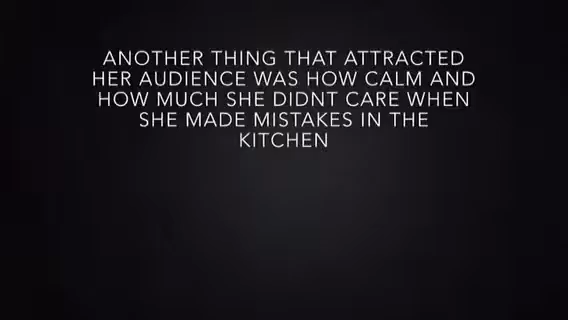 ANOTHER THING THAT ATTRACTED
HER AUDIENCE WAS HOW CALM AND
HOW MUCH SHE DIDNT CARE WHEN
SHE MADE MISTAKES IN THE
KITCHEN